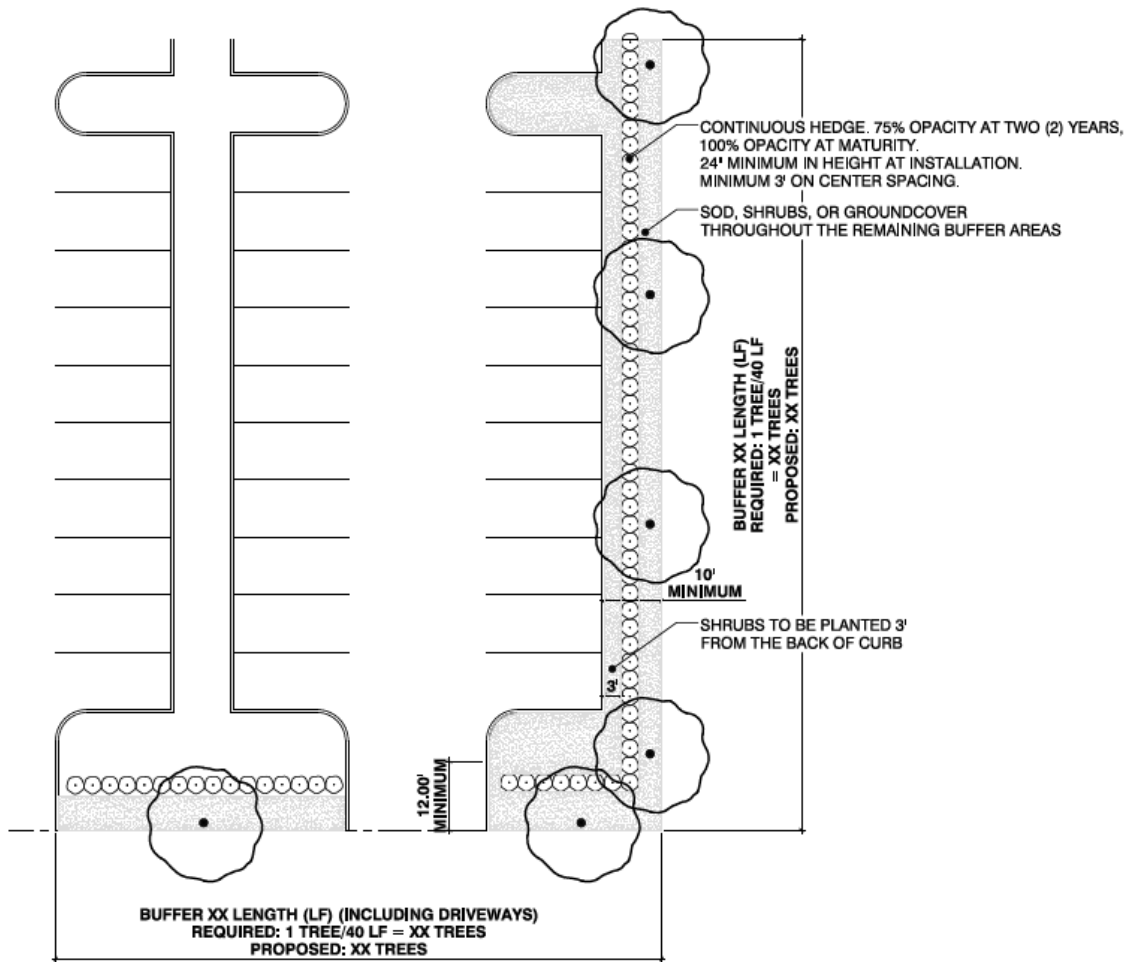 CONTINUOUS HEDGE. 75% OPACITY AT TWO (2) YEARS,
100% OPACITY AT MATURITY.
24" MINIMUM IN HEIGHT AT INSTALLATION.
MINIMUM 3' ON CENTER SPACING.
SOD, SHRUBS, OR GROUNDCOVER
THROUGHOUT THE REMAINING BUFFER AREAS
BUFFER XX LENGTH (LF)
REQUIRED: 1 TREE/40 LF
= XX TREES
PROPOSED: XX TREES
10'
MINIMUM
SHRUBS TO BE PLANTED 3'
FROM THE BACK OF CURB
3'
12.00'
MINIMUM
BUFFER XX LENGTH (LF) (INCLUDING DRIVEWAYS)
REQUIRED: 1 TREE/40 LF = XX TREES
PROPOSED: XX TREES